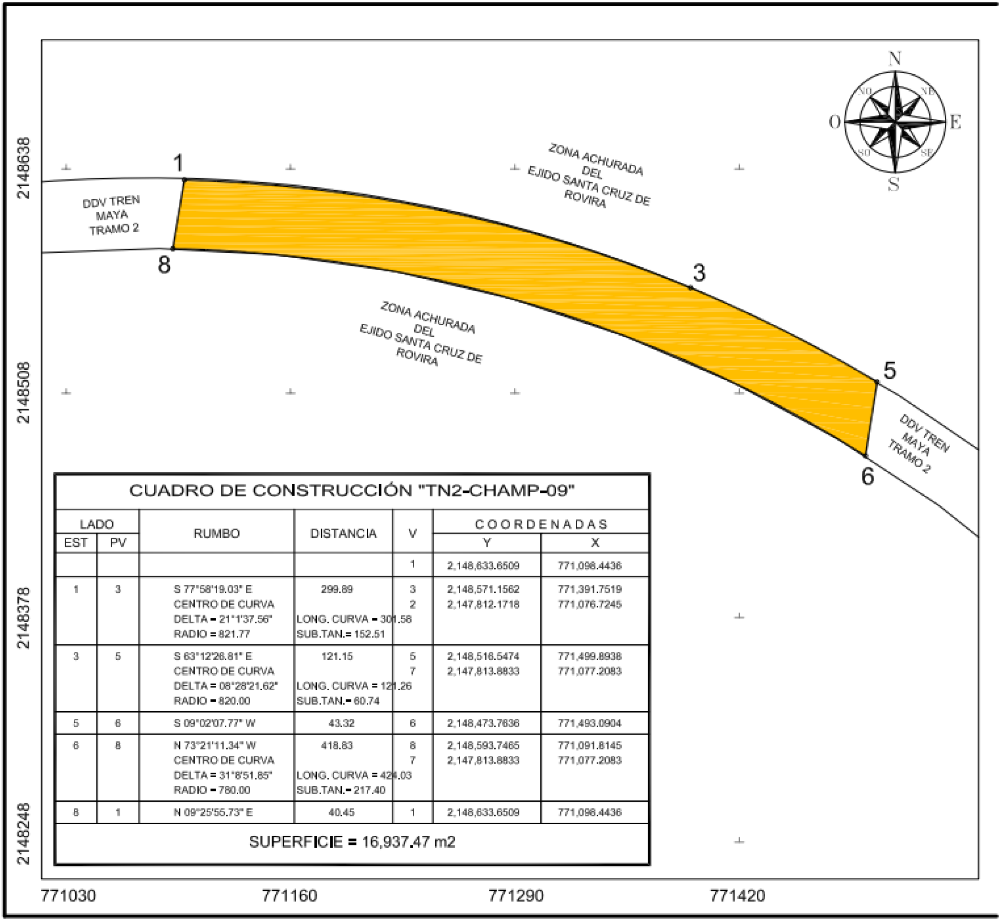 N
NO
NE
O
E
SO
SE
S
2148638
2148508
2148378
2148248
1
ZONA ACHURADA
DEL
EJIDO SANTA CRUZ DE
ROVIRA
DDV TREN
MAYA
TRAMO 2
8
3
ZONA ACHURADA
DEL
EJIDO SANTA CRUZ DE
ROVIRA
5
DDV TREN
MAYA
TRAMO 2
6
CUADRO DE CONSTRUCCIÓN "TN2-CHAMP-09"
LADO RUMBO DISTANCIA V COORDENADAS
EST PV Y X
1 2,148,633.6509 771,098.4436
1 3 S 77°58'19.03" E 299.89 3 2,148,571.1562 771,391.7519
CENTRO DE CURVA 2 2,147,812.1718 771,076.7245
DELTA = 21°1'37.56" LONG. CURVA = 301.58
RADIO = 821.77 SUB.TAN.= 152.51
3 5 S 63°12'26.81" E 121.15 5 2,148,516.5474 771,499.8938
CENTRO DE CURVA 7 2,147,813.8833 771,077.2083
DELTA = 08°28'21.62" LONG. CURVA = 121.26
RADIO = 820.00 SUB.TAN.= 60.74
5 6 S 09°02'07.77" W 43.32 6 2,148,473.7636 771,493.0904
6 8 N 73°21'11.34" W 418.83 8 2,148,593.7465 771,091.8145
CENTRO DE CURVA 7 2,147,813.8833 771,077.2083
DELTA = 31°8'51.85" LONG. CURVA = 424.03
RADIO = 780.00 SUB.TAN.= 217.40
8 1 N 09°25'55.73" E 40.45 1 2,148,633.6509 771,098.4436
SUPERFICIE = 16,937.47 m2
771030 771160 771290 771420